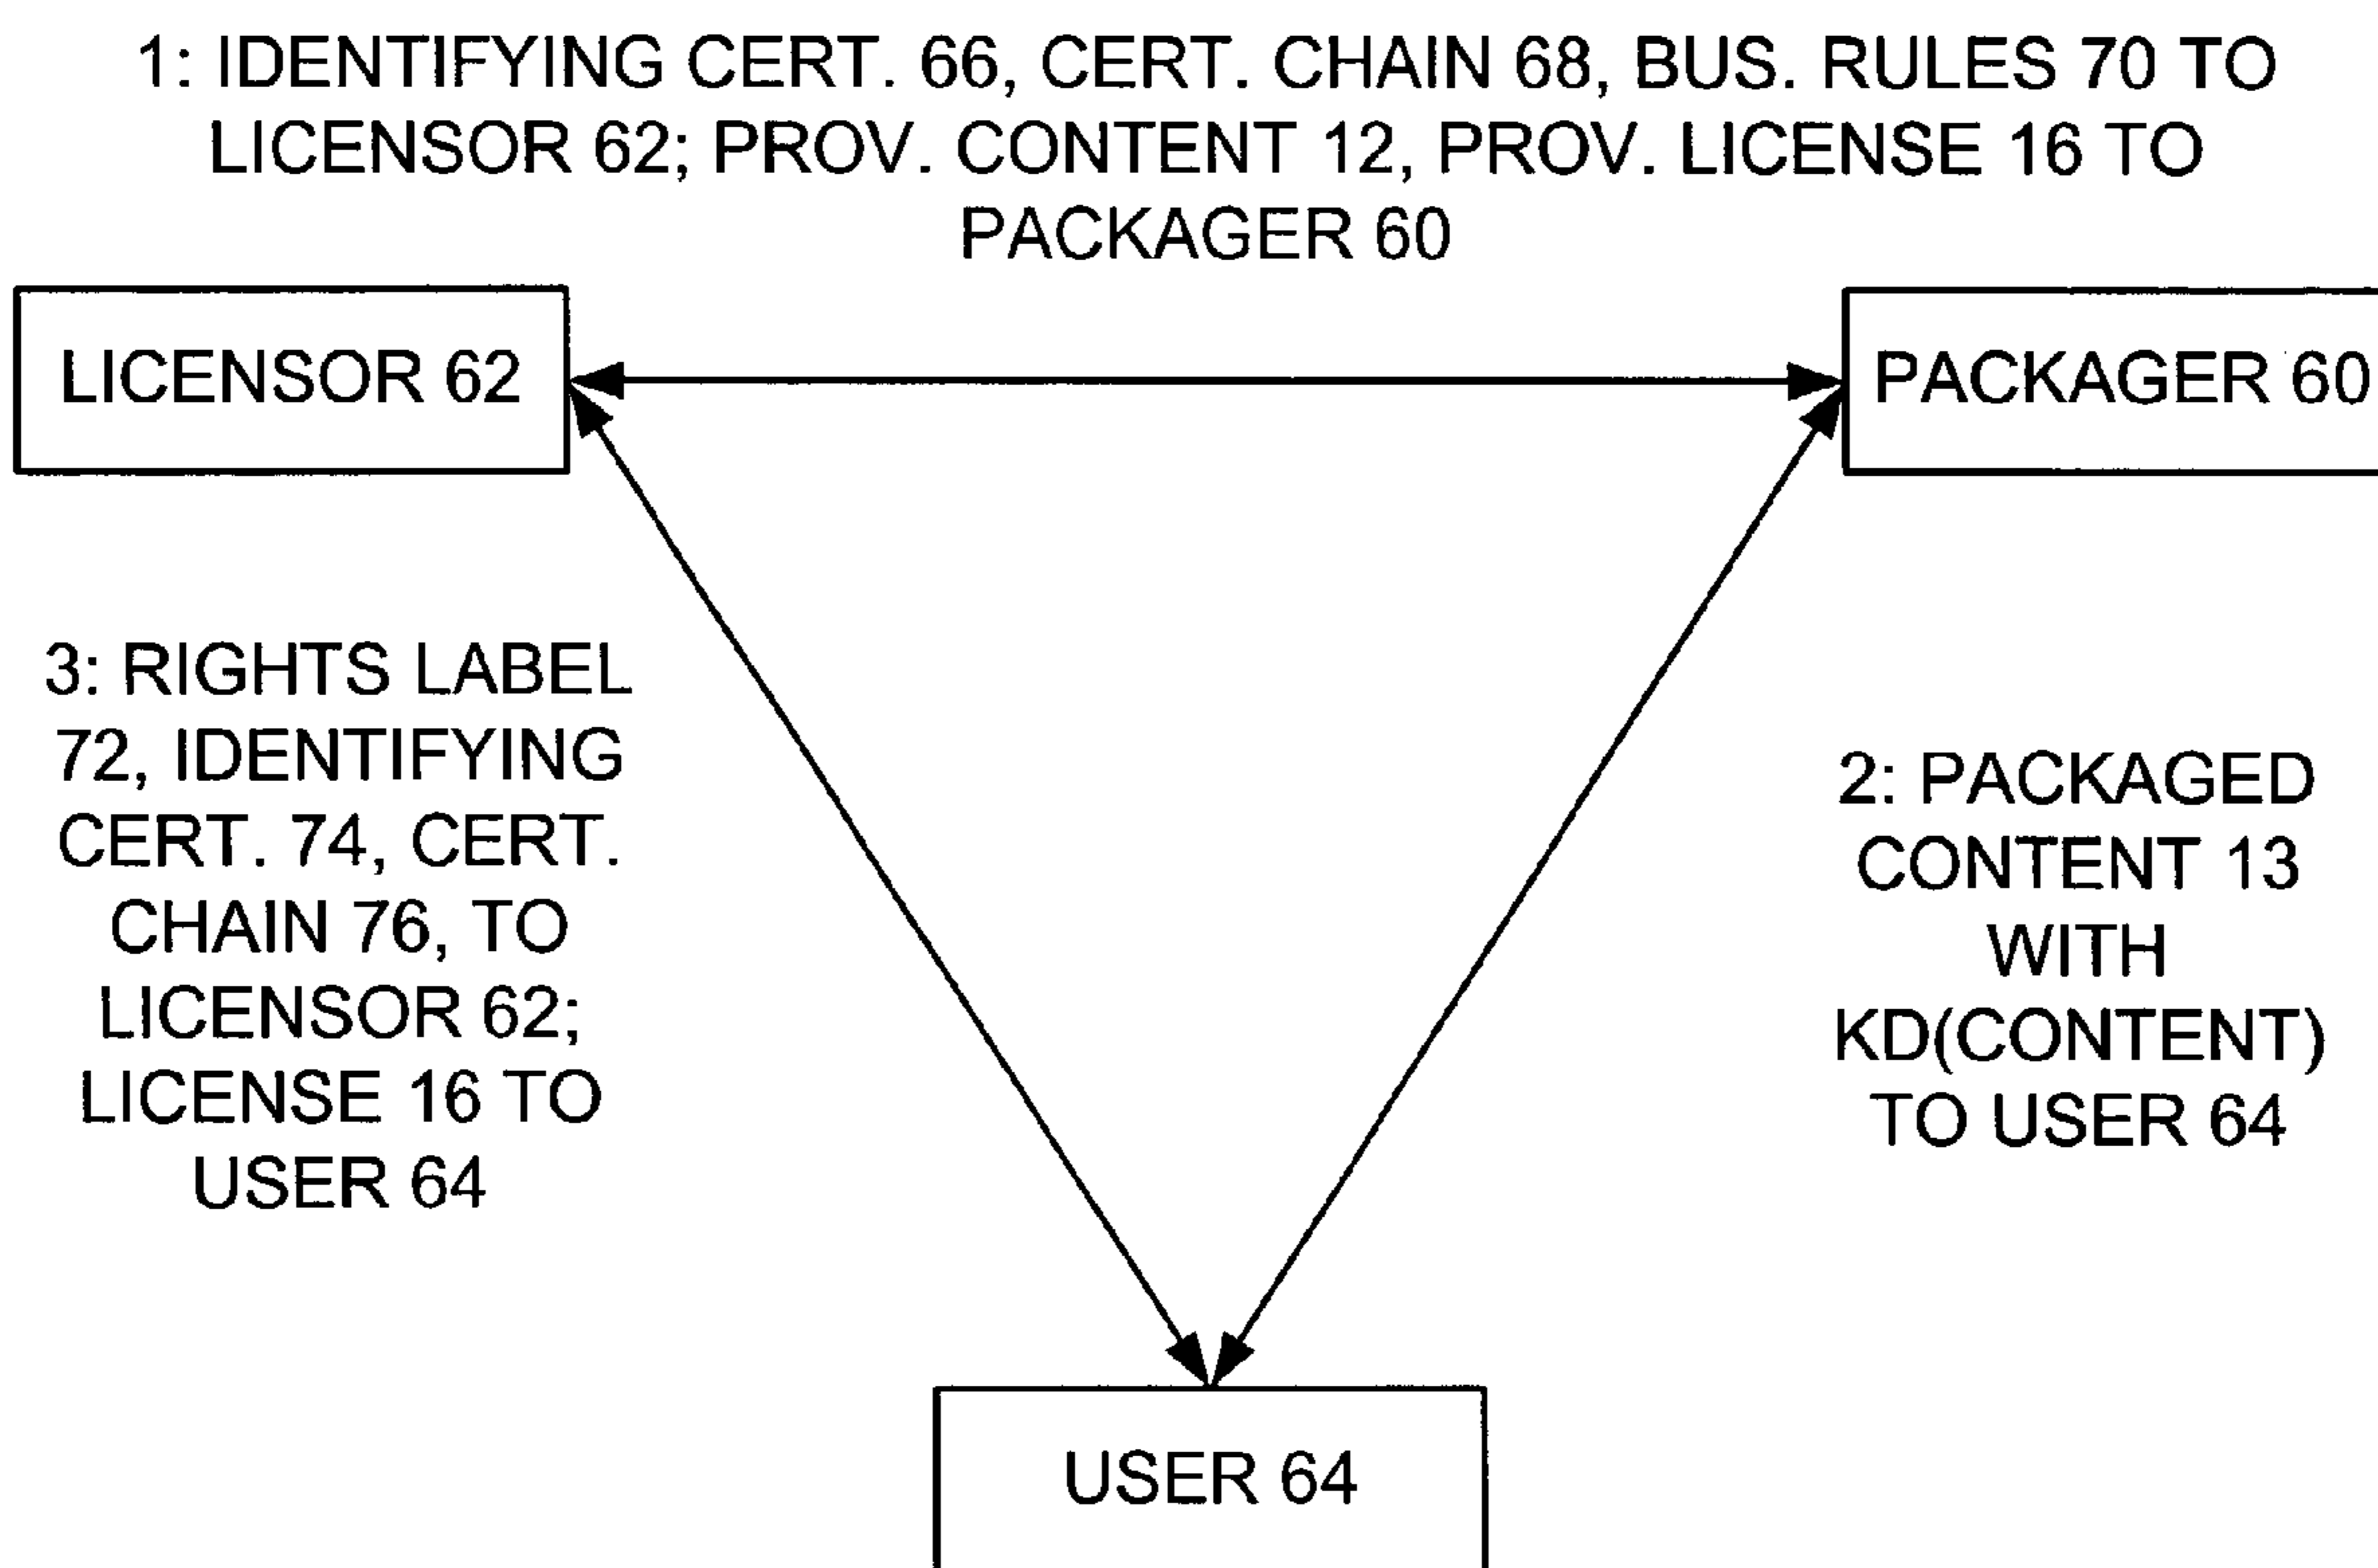 1: IDENTIFYING CERT. 66, CERT. CHAIN 68, BUS. RULES 70 TO
LICENSOR 62; PROV. CONTENT 12, PROV. LICENSE 16 TO
PACKAGER 60
LICENSOR 62
PACKAGER 60
3: RIGHTS LABEL
72, IDENTIFYING
CERT. 74, CERT.
CHAIN 76, TO
LICENSOR 62;
LICENSE 16 TO
USER 64
2: PACKAGED
CONTENT 13
WITH
KD(CONTENT)
TO USER 64
USER 64